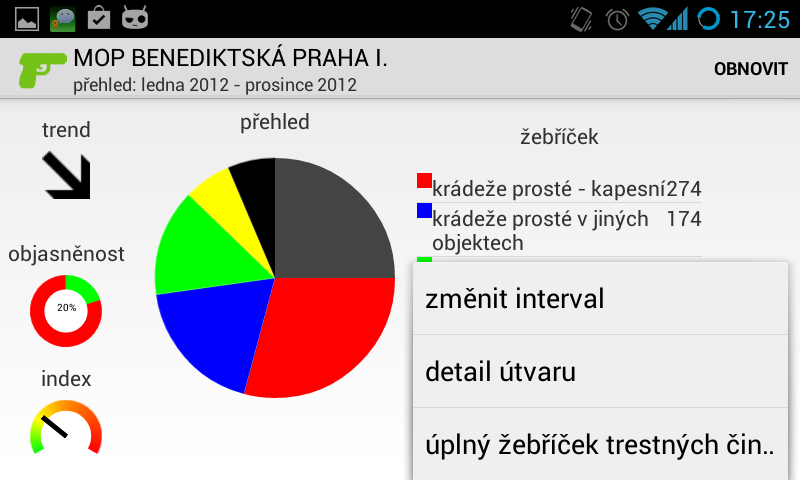 17:25
MOP BENEDIKTSKÁ PRAHA I.
přehled: ledna 2012 - prosince 2012
OBNOVIT
trend
přehled
žebříček
krádeže prosté - kapesní 274
krádeže prosté v jiných 174
objektech
objasněnost
20%
index
změnit interval
detail útvaru
úplný žebříček trestných čin..